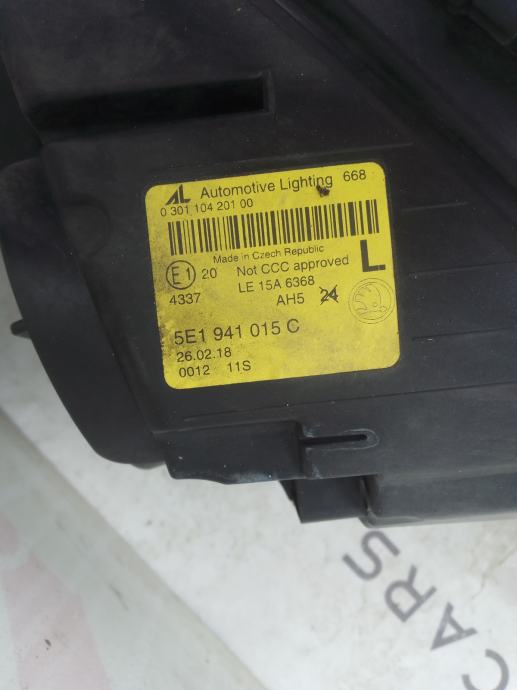 AL Automotive Lighting 668
0 301 104 201 00
Made in Czech Republic
E1 20 Not CCC approved L
4337 LE 15A 6368
AH5 24
5E1 941 015 C
26.02.18
0012 11S
CARS